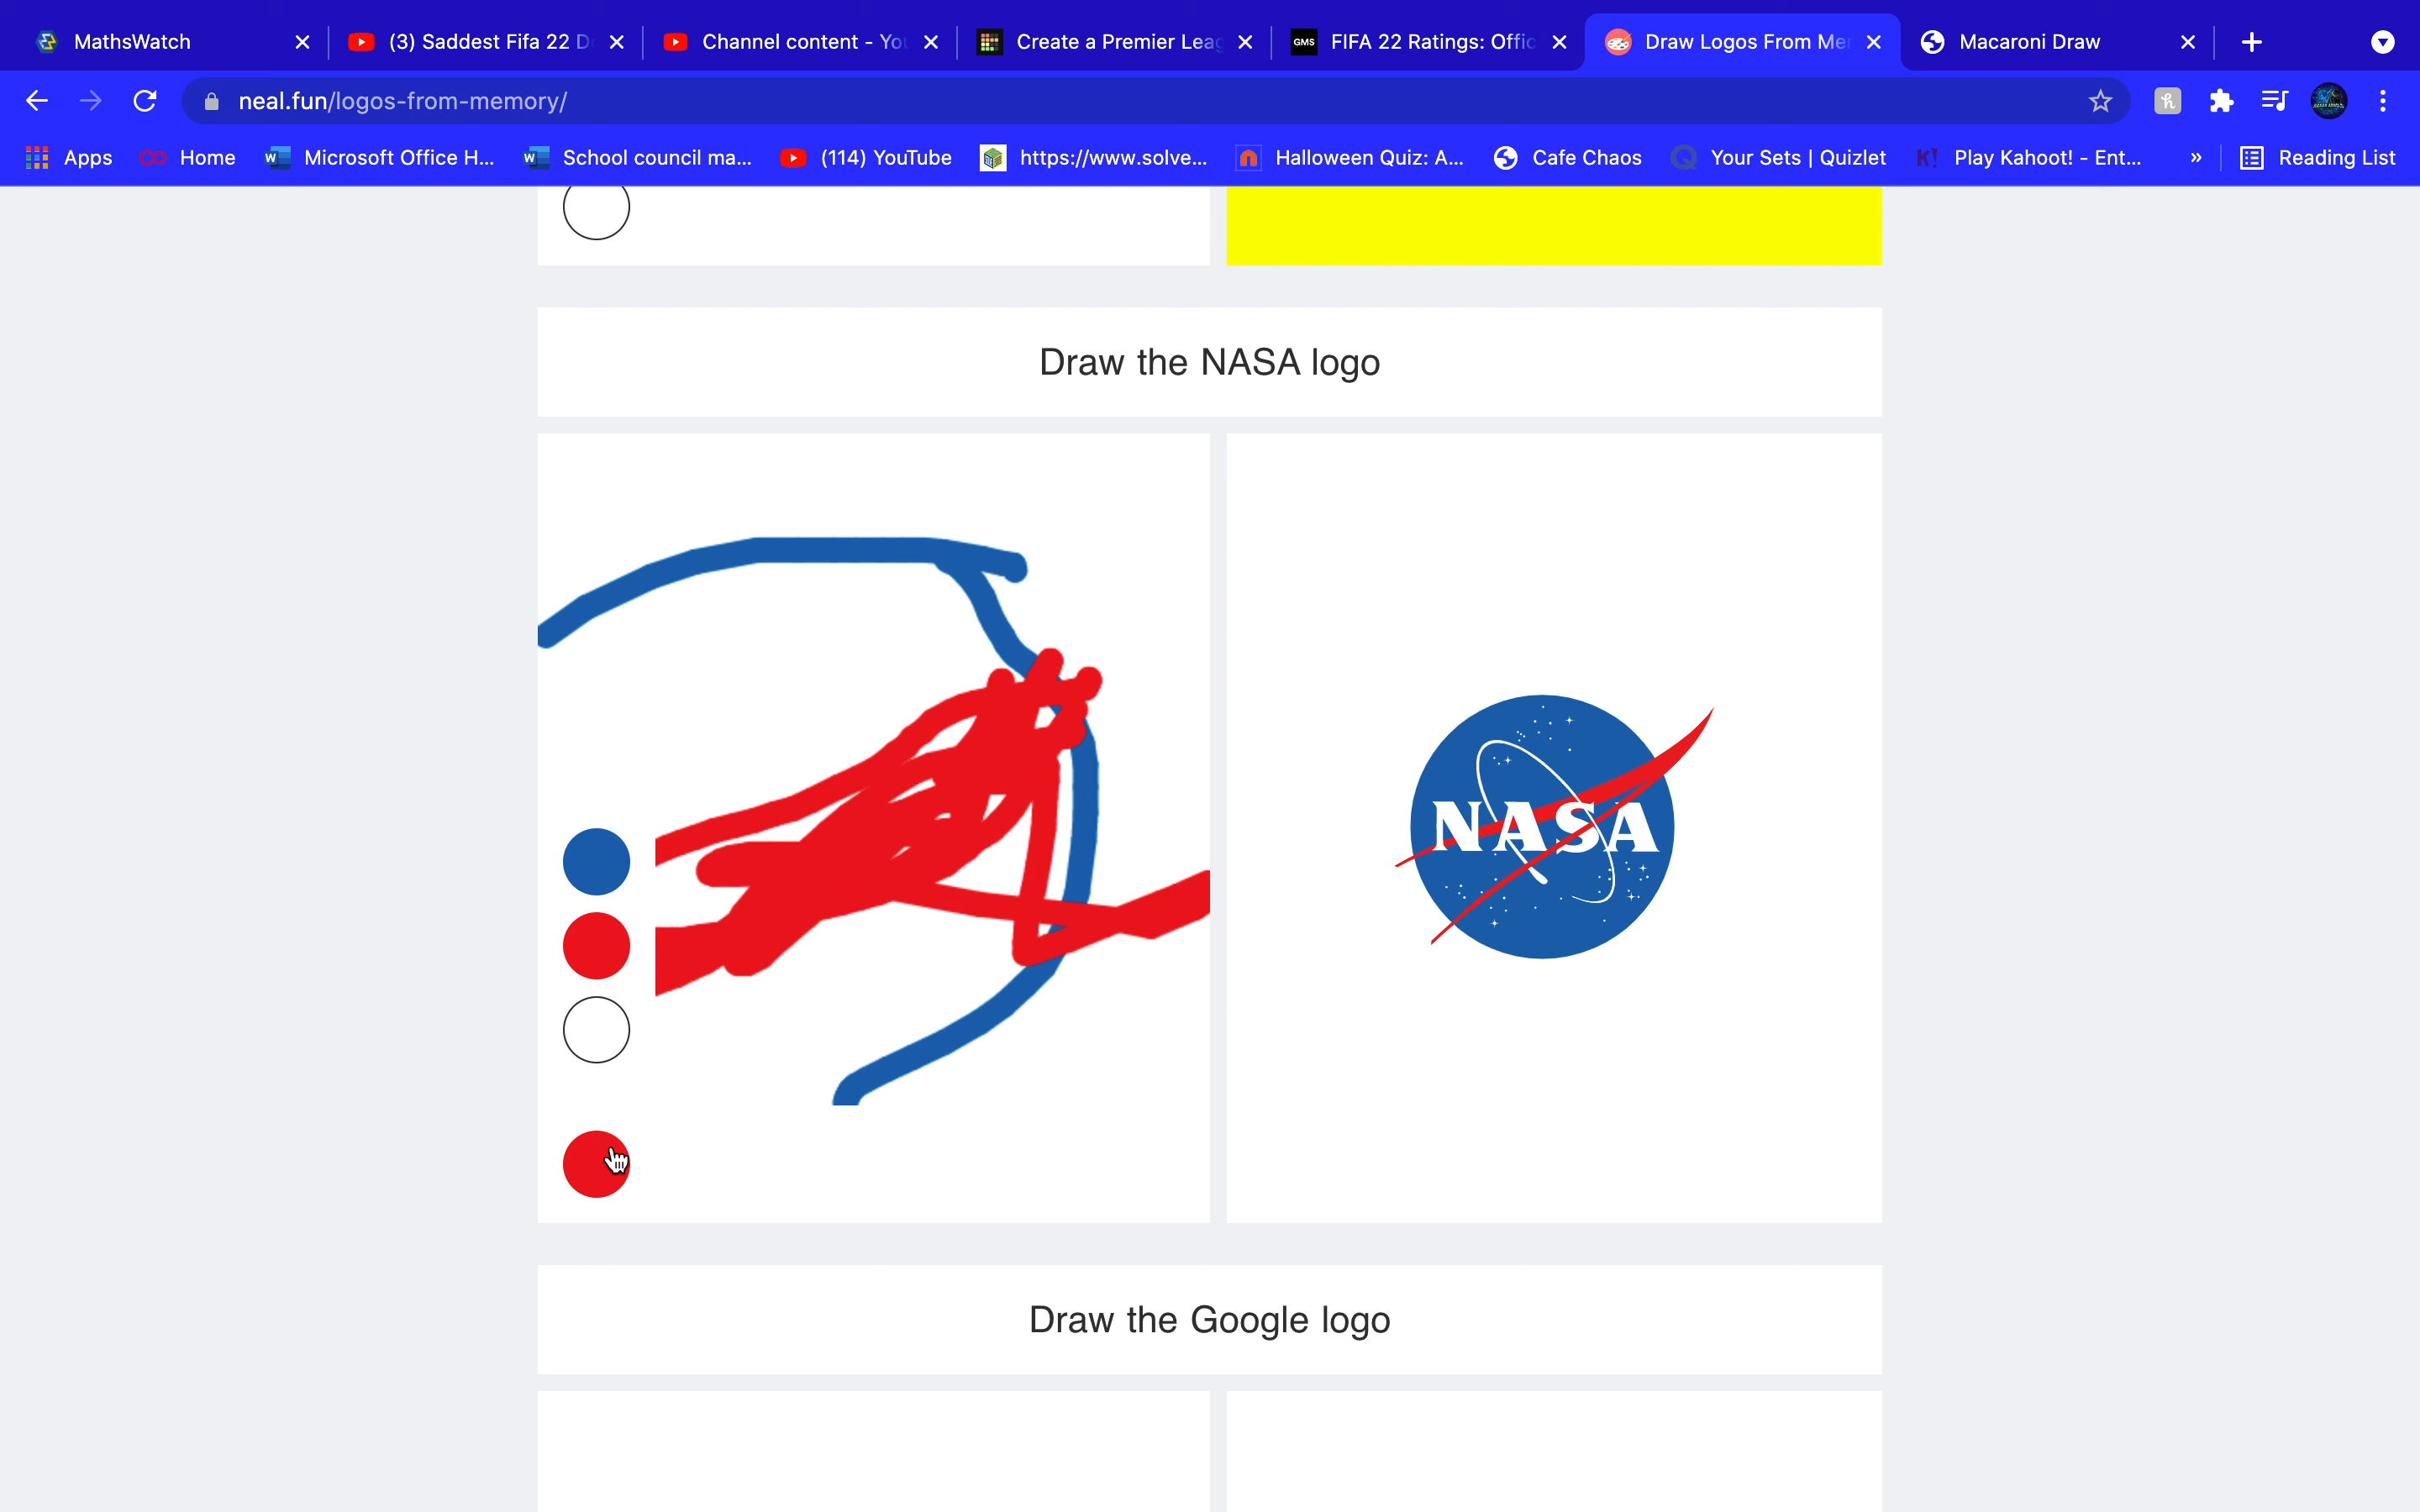 MathsWatch
(3) Saddest Fifa 22 D
Channel content - You
Create a Premier Leag
GMS
FIFA 22 Ratings: Offic
Draw Logos From Mem
Macaroni Draw
neal.fun/logos-from-memory/
Apps
Home
Microsoft Office H...
School council ma...
(114) YouTube
https://www.solve...
Halloween Quiz: A...
Cafe Chaos
Your Sets | Quizlet
K!
Play Kahoot! - Ent...
»
Reading List
Draw the NASA logo
NASA
Draw the Google logo